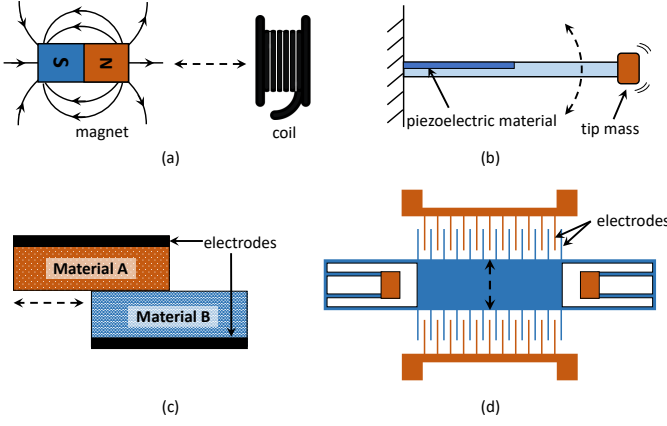 S N
magnet
coil
(a)
piezoelectric material
tip mass
(b)
Material A
electrodes
Material B
(c)
electrodes
(d)